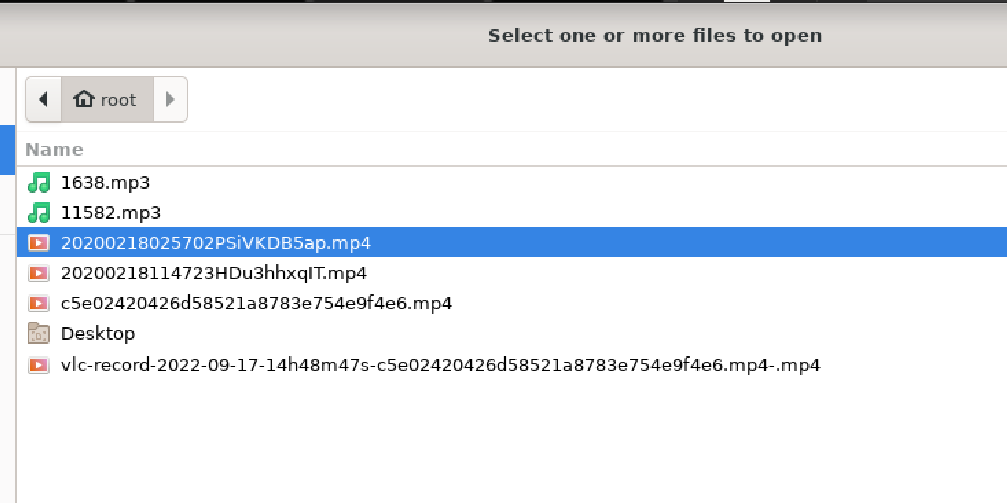 Select one or more files to open
root
Name
1638.mp3
11582.mp3
20200218025702PSiVKDB5ap.mp4
20200218114723HDu3hhxqIT.mp4
c5e02420426d58521a8783e754e9f4e6.mp4
Desktop
vlc-record-2022-09-17-14h48m47s-c5e02420426d58521a8783e754e9f4e6.mp4-.mp4